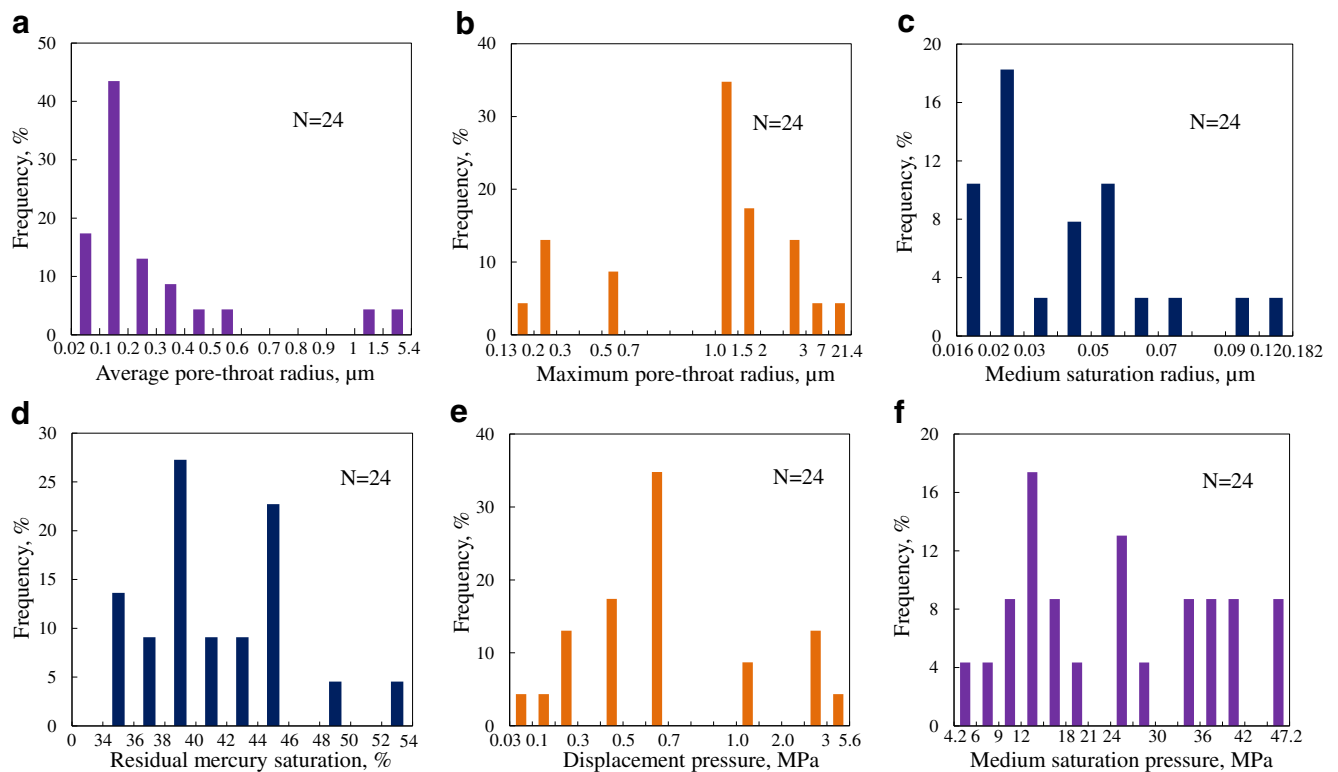 a
50
40
30
20
10
0
Frequency, %
N=24
0.02 0.1 0.2 0.3 0.4 0.5 0.6 0.7 0.8 0.9 1 1.5 5.4
Average pore-throat radius, μm
b
40
30
20
10
0
Frequency, %
N=24
0.13 0.2 0.3 0.5 0.7 1.0 1.5 2 3 7 21.4
Maximum pore-throat radius, μm
c
20
16
12
8
4
0
Frequency, %
N=24
0.016 0.02 0.03 0.05 0.07 0.09 0.12 0.182
Medium saturation radius, μm
d
30
25
20
15
10
5
0
Frequency, %
N=24
0 34 36 38 40 42 44 46 48 50 52 54
Residual mercury saturation, %
e
40
30
20
10
0
Frequency, %
N=24
0.03 0.1 0.3 0.5 0.7 1.0 2.0 3 5.6
Displacement pressure, MPa
f
20
16
12
8
4
0
Frequency, %
N=24
4.2 6 9 12 18 21 24 30 36 42 47.2
Medium saturation pressure, MPa